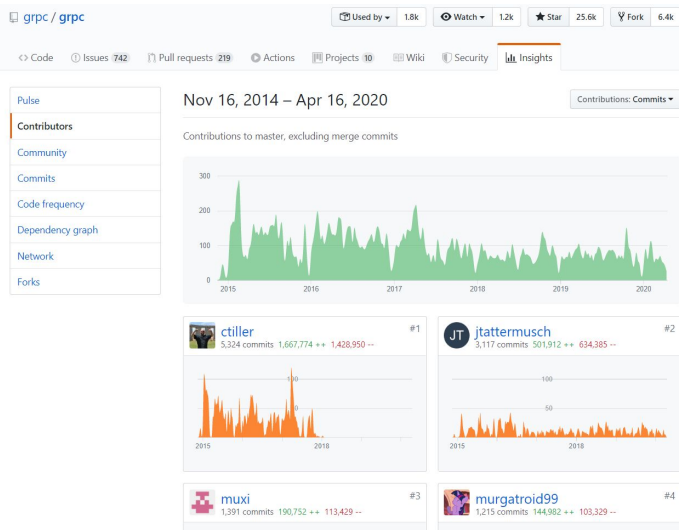 grpc / grpc
Used by 1.8k Watch 1.2k Star 25.6k Fork 6.4k
Code Issues 742 Pull requests 219 Actions Projects 10 Wiki Security Insights
Pulse
Contributors
Community
Commits
Code frequency
Dependency graph
Network
Forks
Nov 16, 2014 – Apr 16, 2020
Contributions: Commits
Contributions to master, excluding merge commits
300
200
100
0
2015 2016 2017 2018 2019 2020
ctiller #1
5,324 commits 1,667,774 ++ 1,428,950 --
100
2015 2018
JT jtattermusch #2
3,117 commits 501,912 ++ 634,385 --
100
50
2015 2018
muxi #3
1,391 commits 190,752 ++ 113,429 --
murgatroid99 #4
1,215 commits 144,982 ++ 103,329 --